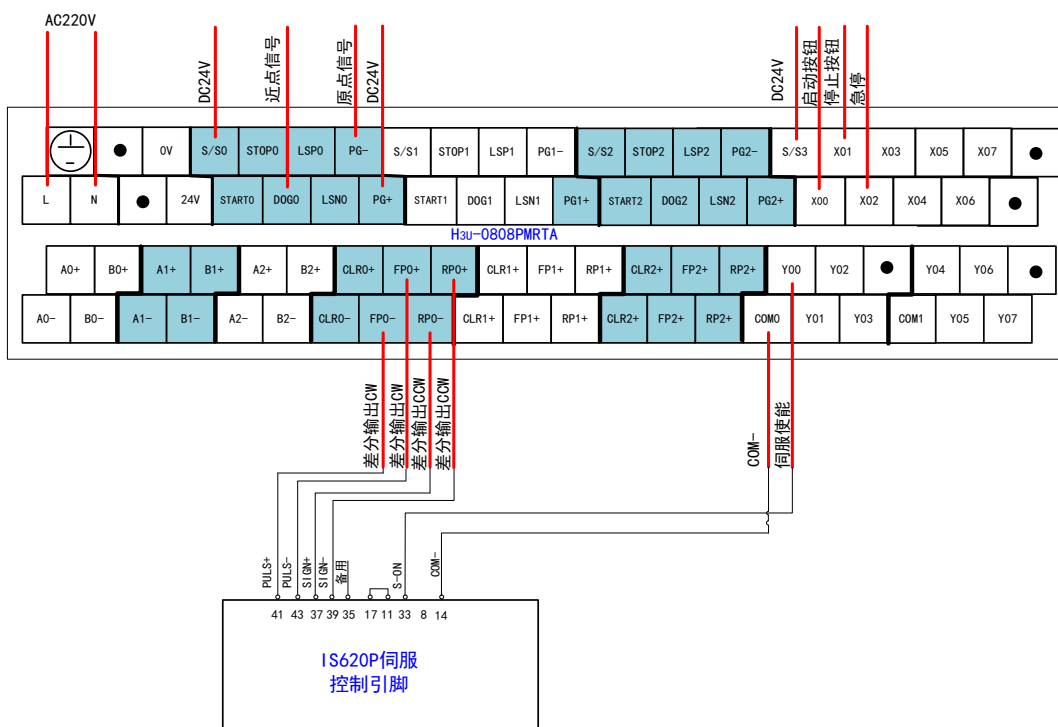 AC220V
DC24V
近点信号
原点信号
DC24V
DC24V
启动按钮
停止按钮
急停
0V S/S0 STOP0 LSP0 PG- S/S1 STOP1 LSP1 PG1- S/S2 STOP2 LSP2 PG2- S/S3 X01 X03 X05 X07
L N 24V START0 DOG0 LSN0 PG+ START1 DOG1 LSN1 PG1+ START2 DOG2 LSN2 PG2+ X00 X02 X04 X06
H3U-0808PMRTA
A0+ B0+ A1+ B1+ A2+ B2+ CLR0+ FP0+ RP0+ CLR1+ FP1+ RP1+ CLR2+ FP2+ RP2+ Y00 Y02 Y04 Y06
A0- B0- A1- B1- A2- B2- CLR0- FP0- RP0- CLR1+ FP1+ RP1+ CLR2+ FP2+ RP2+ COM0 Y01 Y03 COM1 Y05 Y07
差分输出CW
差分输出CW
差分输出CCW
差分输出CCW
COM-
伺服使能
PULS+
PULS-
SIGN+
SIGN-
备用
S-ON
COM-
41 43 37 39 35 17 11 33 8 14
IS620P伺服
控制引脚